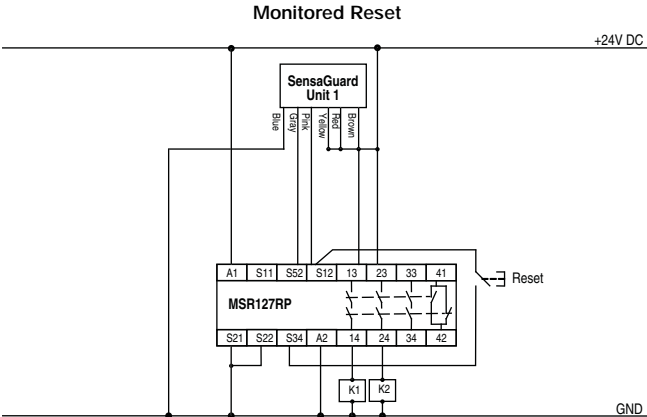 Monitored Reset
+24V DC
SensaGuard
Unit 1
Blue
Gray
Pink
Yellow
Red
Brown
A1 S11 S52 S12 13 23 33 41
Reset
MSR127RP
S21 S22 S34 A2 14 24 34 42
K1 K2
GND